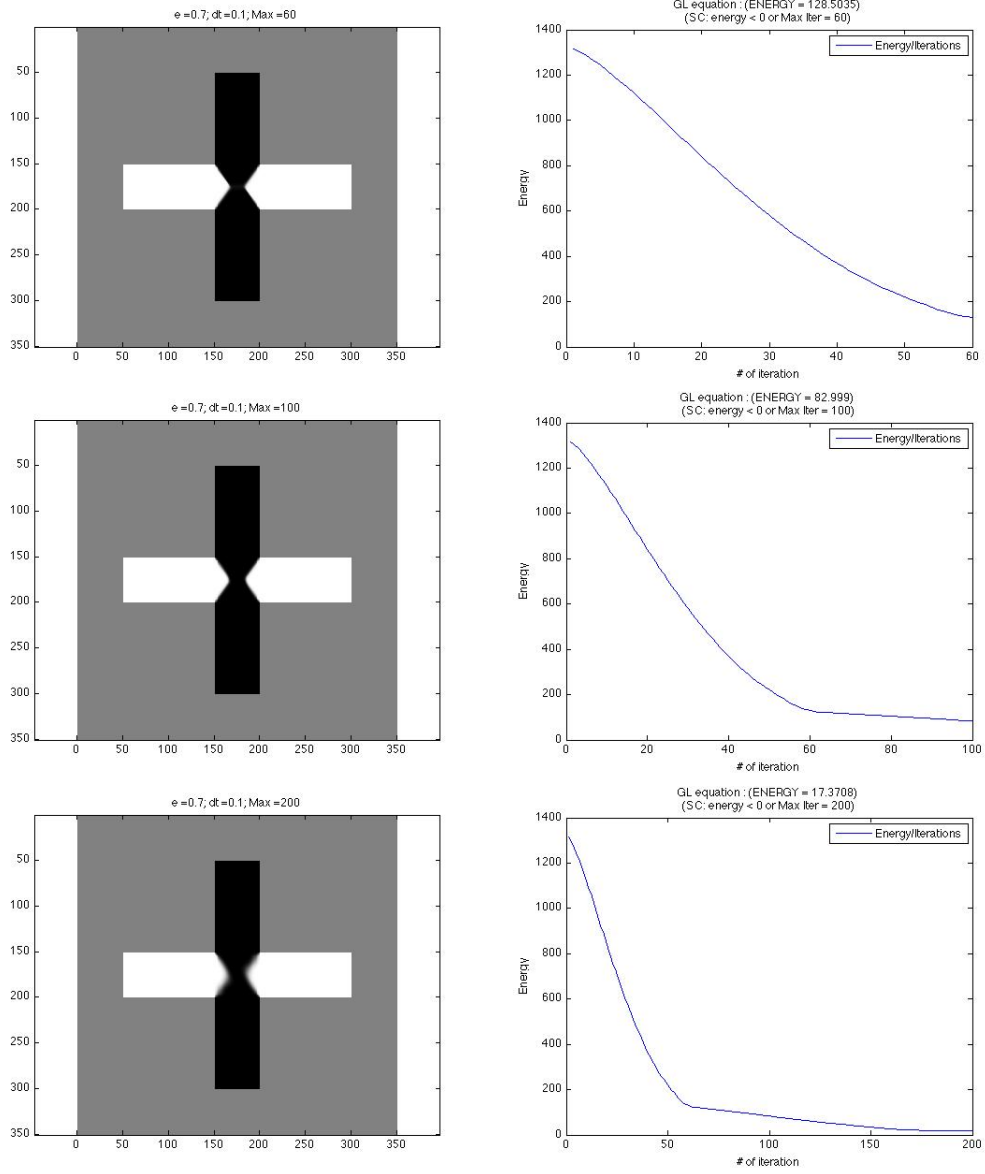 e =0.7; dt=0.1; Max =60
50
100
150
200
250
300
350
0 50 100 150 200 250 300 350
GL equation : (ENERGY = 128.5035)
(SC: energy < 0 or Max Iter = 60)
Energy/Iterations
1400
1200
1000
800
600
400
200
0
Energy
0 10 20 30 40 50 60
# of iteration
e =0.7; dt=0.1; Max =100
50
100
150
200
250
300
350
0 50 100 150 200 250 300 350
GL equation : (ENERGY = 82.999)
(SC: energy < 0 or Max Iter = 100)
Energy/Iterations
1400
1200
1000
800
600
400
200
0
Energy
0 20 40 60 80 100
# of iteration
e =0.7; dt=0.1; Max =200
50
100
150
200
250
300
350
0 50 100 150 200 250 300 350
GL equation : (ENERGY = 17.3708)
(SC: energy < 0 or Max Iter = 200)
Energy/Iterations
1400
1200
1000
800
600
400
200
0
Energy
0 50 100 150 200
# of iteration